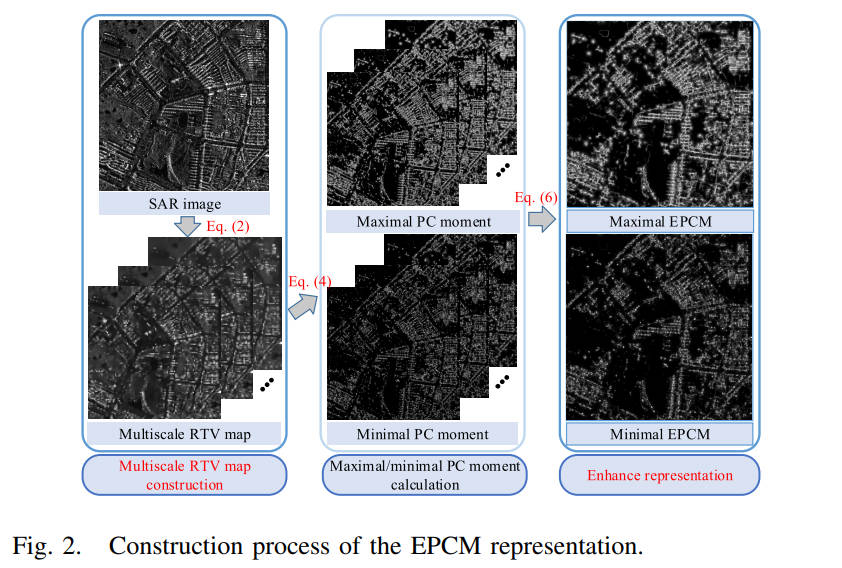 SAR image
Eq. (2)
Multiscale RTV map
Multiscale RTV map
construction
Eq. (4)
Maximal PC moment
Minimal PC moment
Maximal/minimal PC moment
calculation
Eq. (6)
Maximal EPCM
Minimal EPCM
Enhance representation
Fig. 2. Construction process of the EPCM representation.